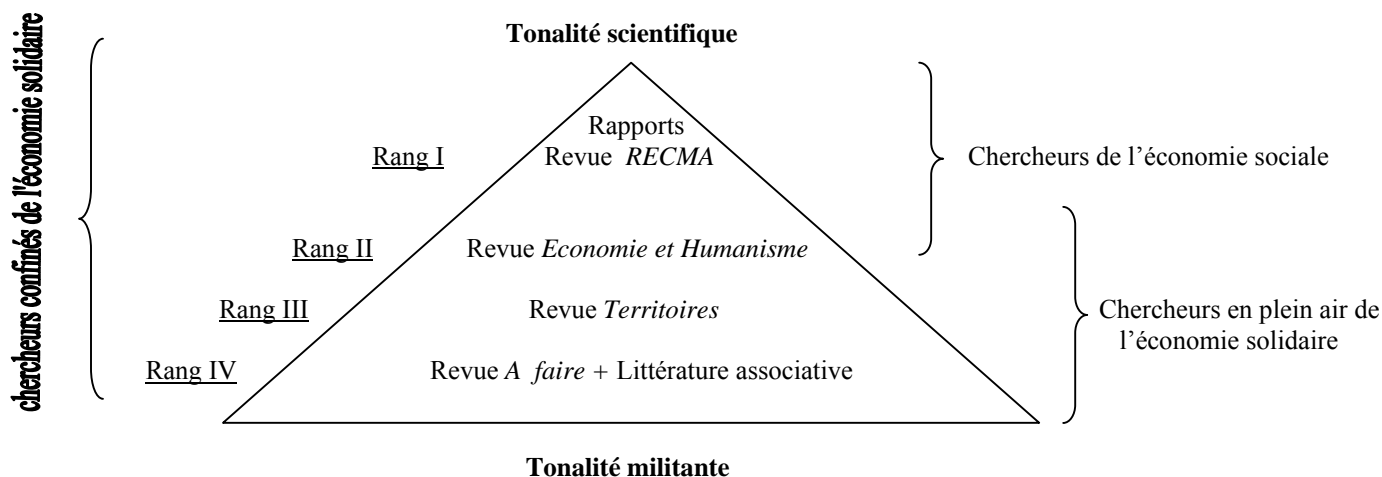 chercheurs confinés de l'économie solidaire
Tonalité scientifique
Rapports
Rang I
Revue RECMA
Chercheurs de l’économie sociale
Rang II
Revue Economie et Humanisme
Rang III
Revue Territoires
Chercheurs en plein air de
l’économie solidaire
Rang IV
Revue A faire + Littérature associative
Tonalité militante